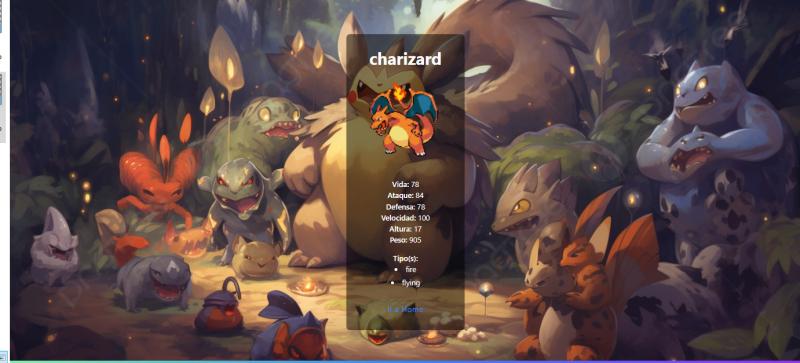 charizard
Vida: 78
Ataque: 84
Defensa: 78
Velocidad: 100
Altura: 17
Peso: 905
Tipo(s):
fire
flying
Ir a Home